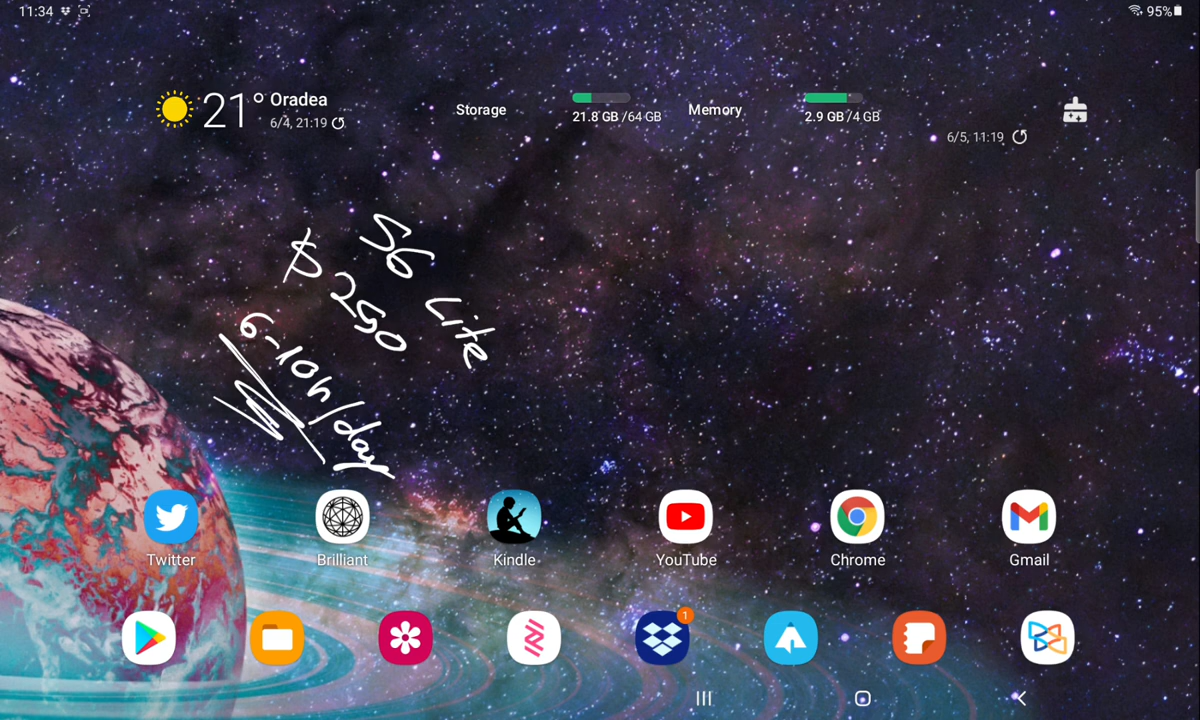 11:34
95%
21° Oradea
6/4, 21:19
Storage
21.8 GB /64 GB
Memory
2.9 GB/4 GB
6/5, 11:19
S6 Lite
$250
6-10h/day
Twitter
Brilliant
Kindle
YouTube
Chrome
Gmail
1